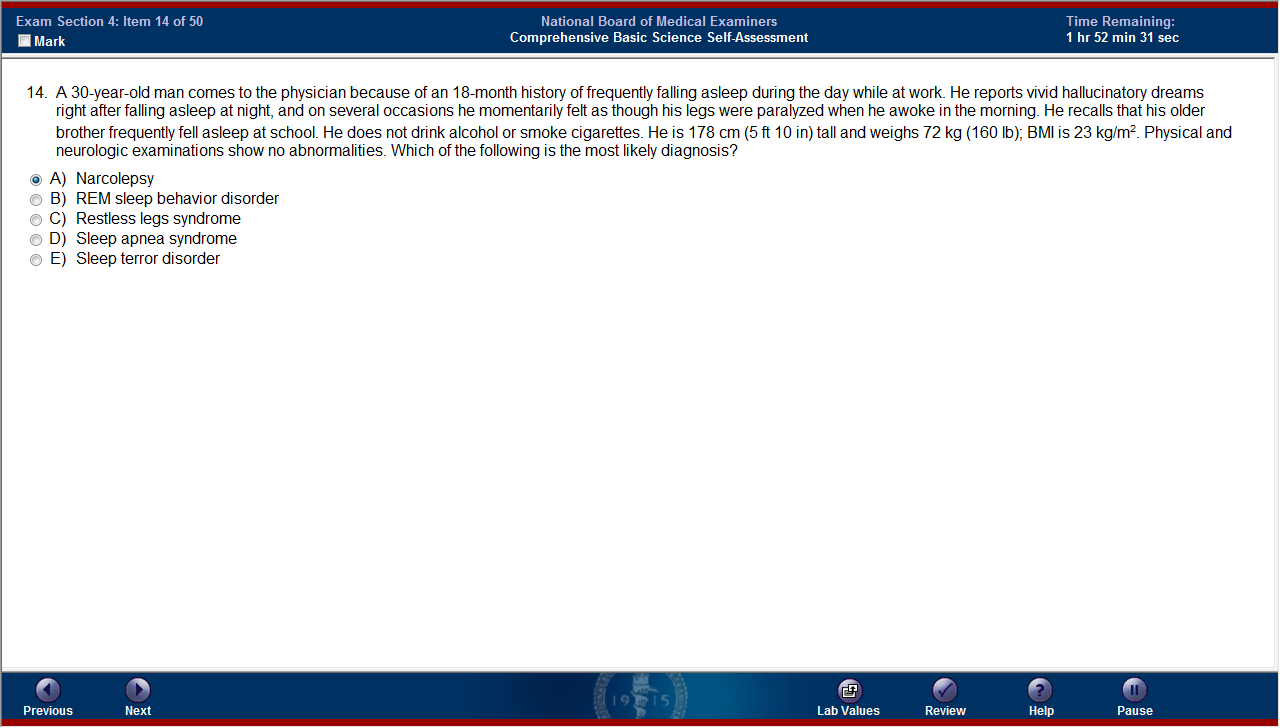 Exam Section 4: Item 14 of 50
National Board of Medical Examiners
Time Remaining:
Mark
Comprehensive Basic Science Self-Assessment
1 hr 52 min 31 sec
14. A 30-year-old man comes to the physician because of an 18-month history of frequently falling asleep during the day while at work. He reports vivid hallucinatory dreams
right after falling asleep at night, and on several occasions he momentarily felt as though his legs were paralyzed when he awoke in the morning. He recalls that his older
brother frequently fell asleep at school. He does not drink alcohol or smoke cigarettes. He is 178 cm (5 ft 10 in) tall and weighs 72 kg (160 lb); BMI is 23 kg/m². Physical and
neurologic examinations show no abnormalities. Which of the following is the most likely diagnosis?
A) Narcolepsy
B) REM sleep behavior disorder
C) Restless legs syndrome
D) Sleep apnea syndrome
E) Sleep terror disorder
1915
Previous
Next
Lab Values
Review
Help
Pause